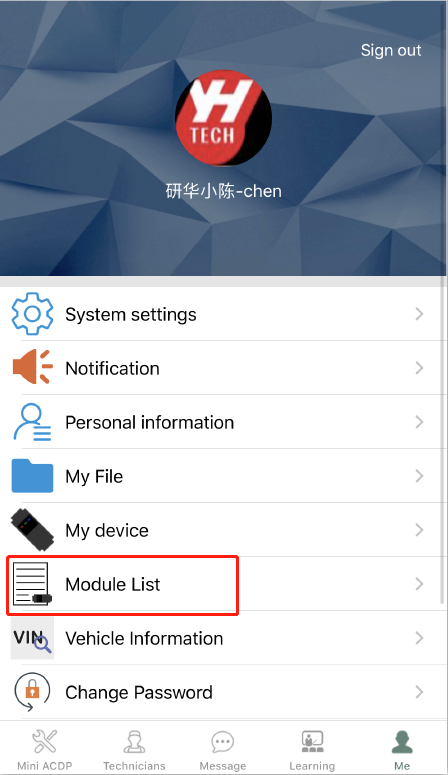 Sign out
YH
TECH
研华小陈-chen
System settings
Notification
Personal information
My File
My device
Module List
VIN
Vehicle Information
Change Password
Mini ACDP
Technicians
Message
Learning
Me